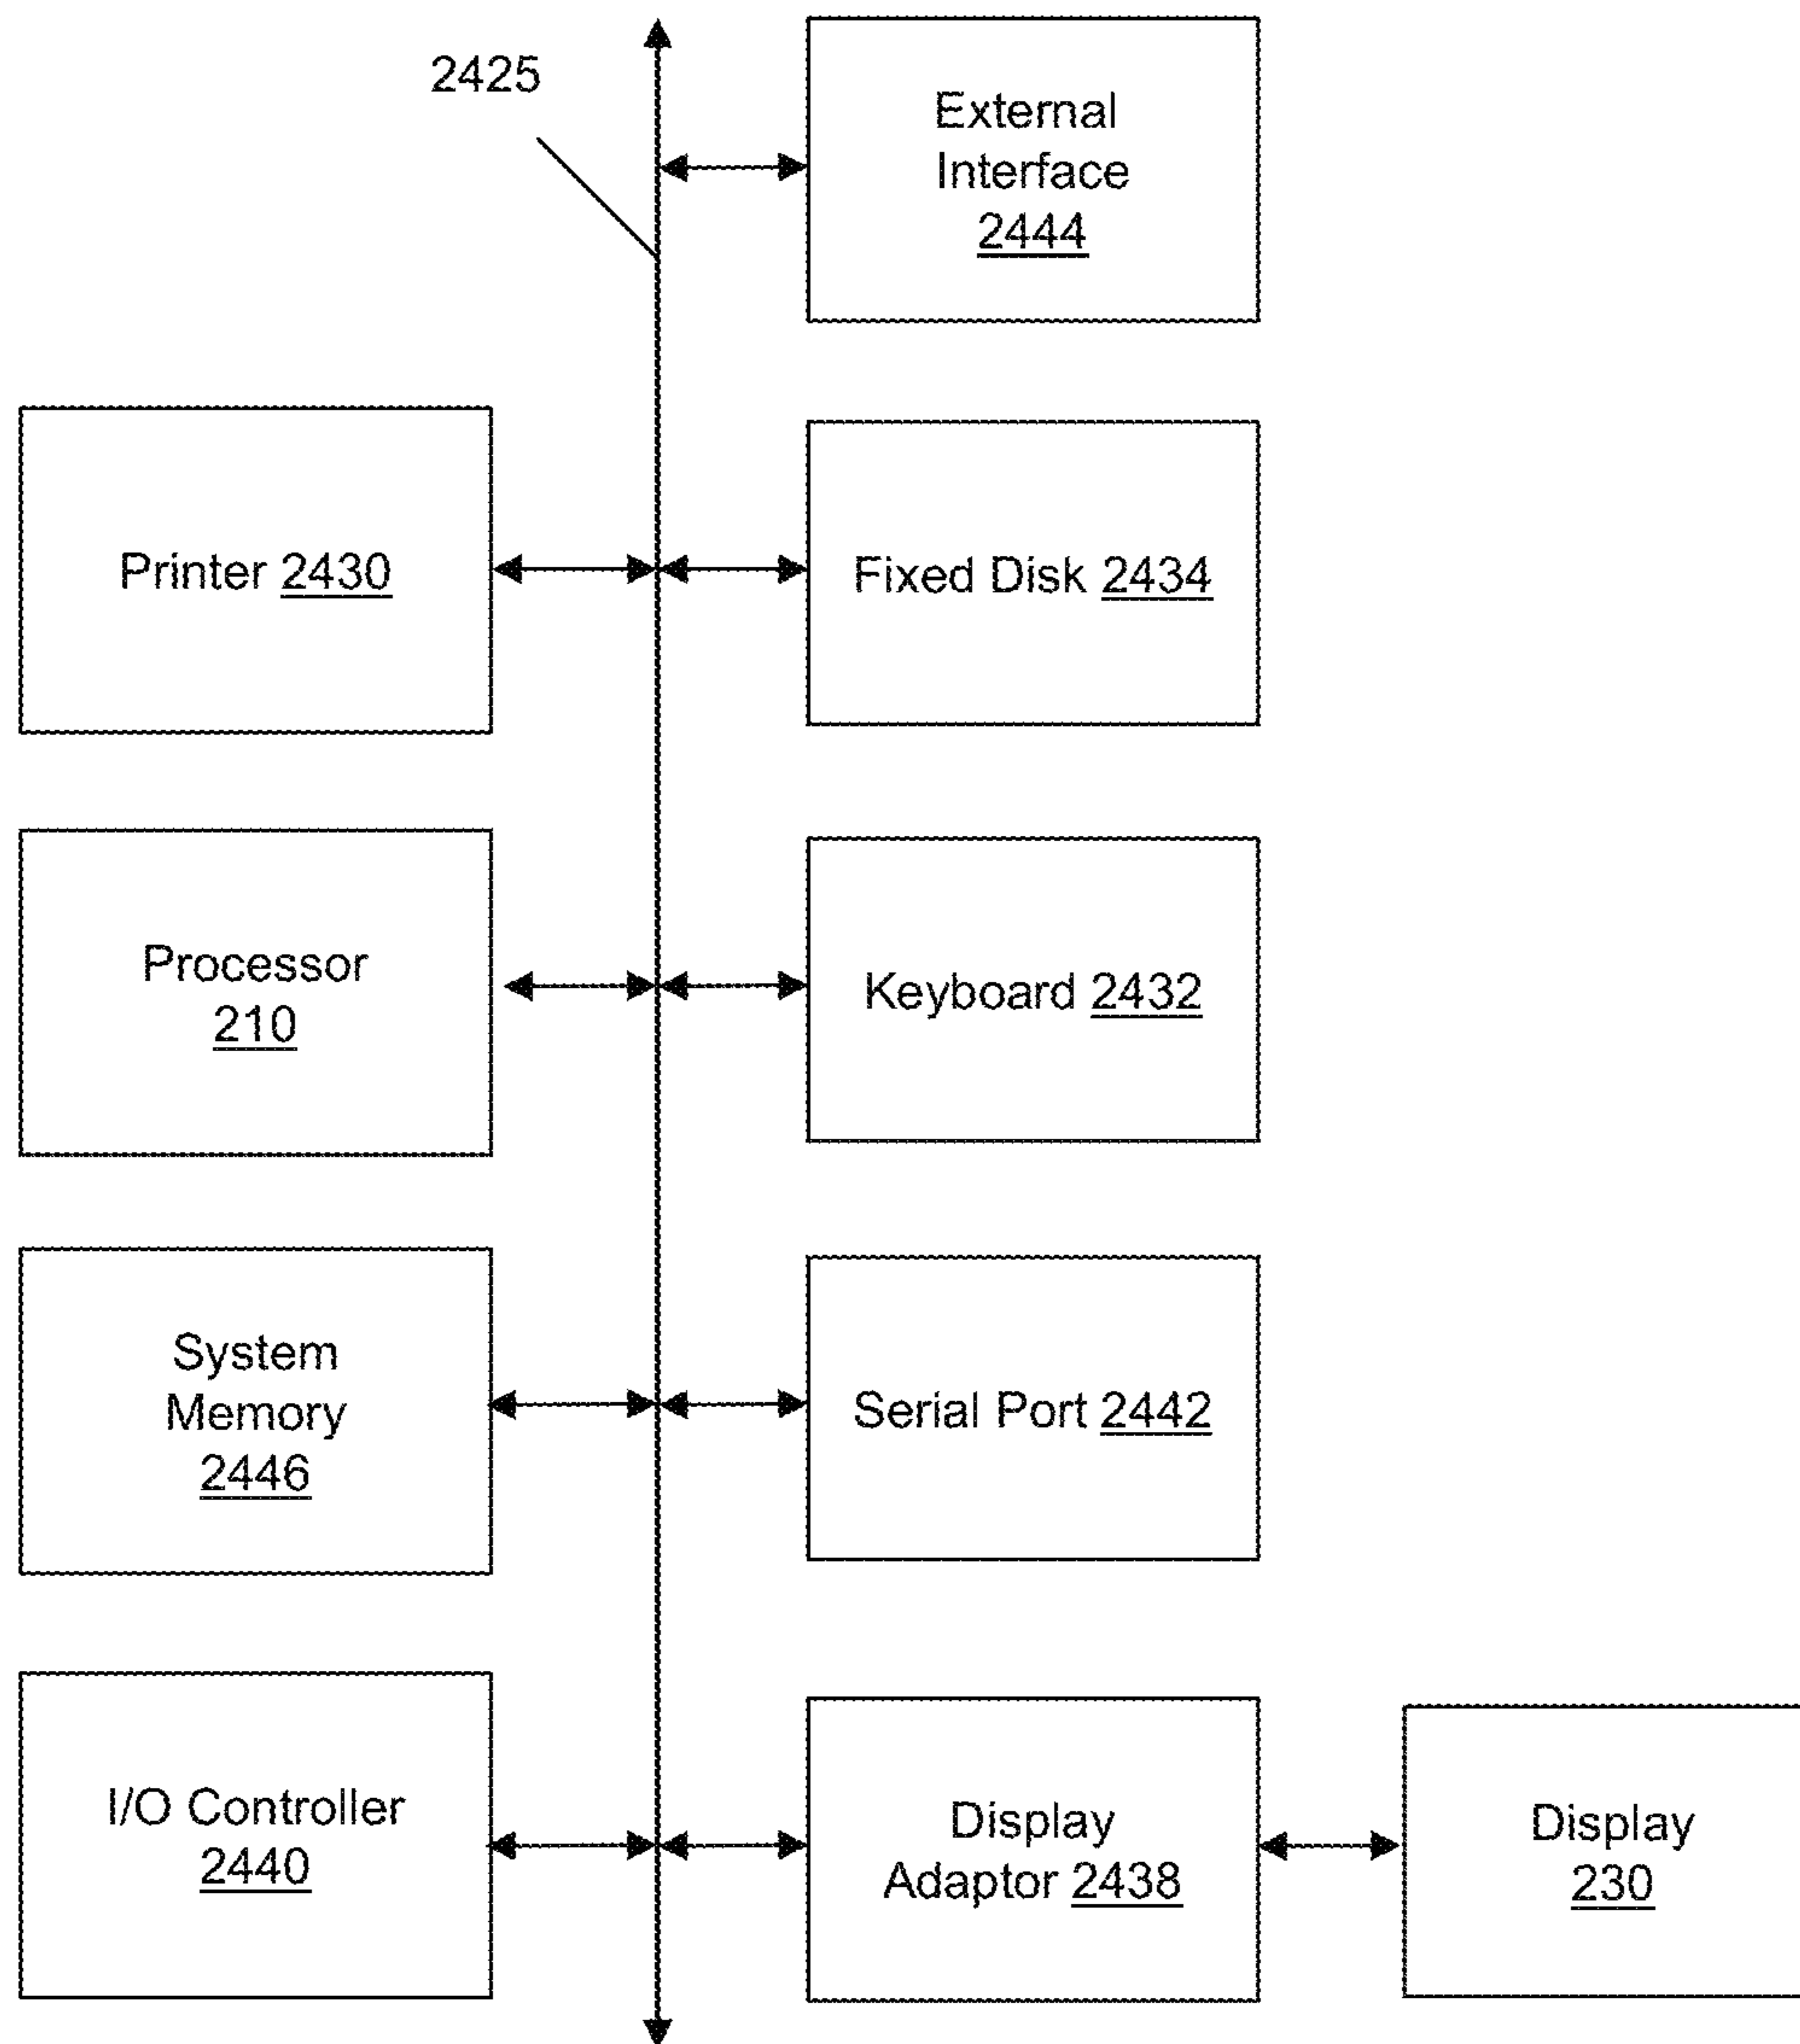 2425
External
Interface
2444
Printer 2430
Fixed Disk 2434
Processor
210
Keyboard 2432
System
Memory
2446
Serial Port 2442
I/O Controller
2440
Display
Adaptor 2438
Display
230